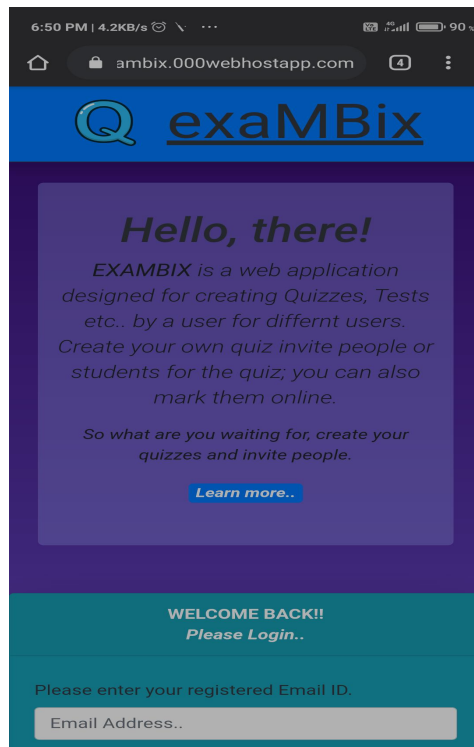 6:50 PM | 4.2KB/s
4G
90
ambix.000webhostapp.com
4
exaMBix
Hello, there!
EXAMBIX is a web application
designed for creating Quizzes, Tests
etc.. by a user for differnt users.
Create your own quiz invite people or
students for the quiz; you can also
mark them online.
So what are you waiting for, create your
quizzes and invite people.
Learn more..
WELCOME BACK!!
Please Login..
Please enter your registered Email ID.
Email Address..